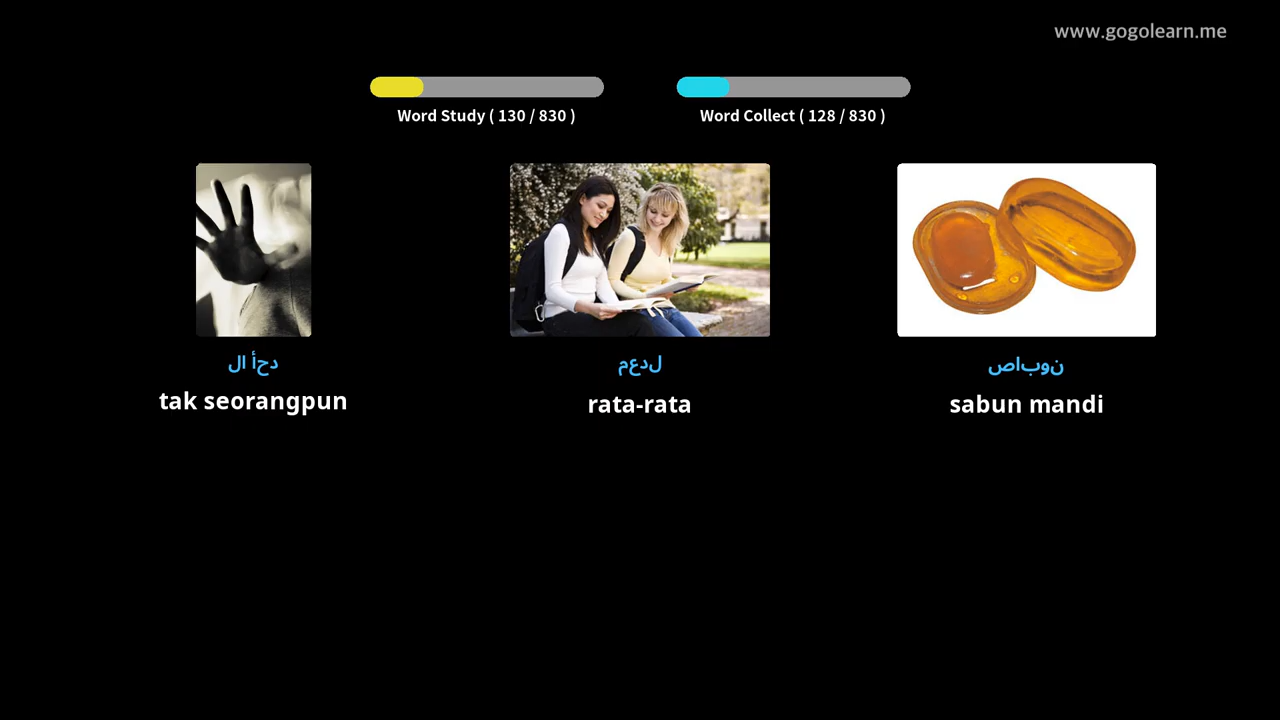 www.gogolearn.me
Word Study ( 130 / 830 )
Word Collect ( 128 / 830 )
دحأ ال
لدعم
نوباص
tak seorangpun
rata-rata
sabun mandi